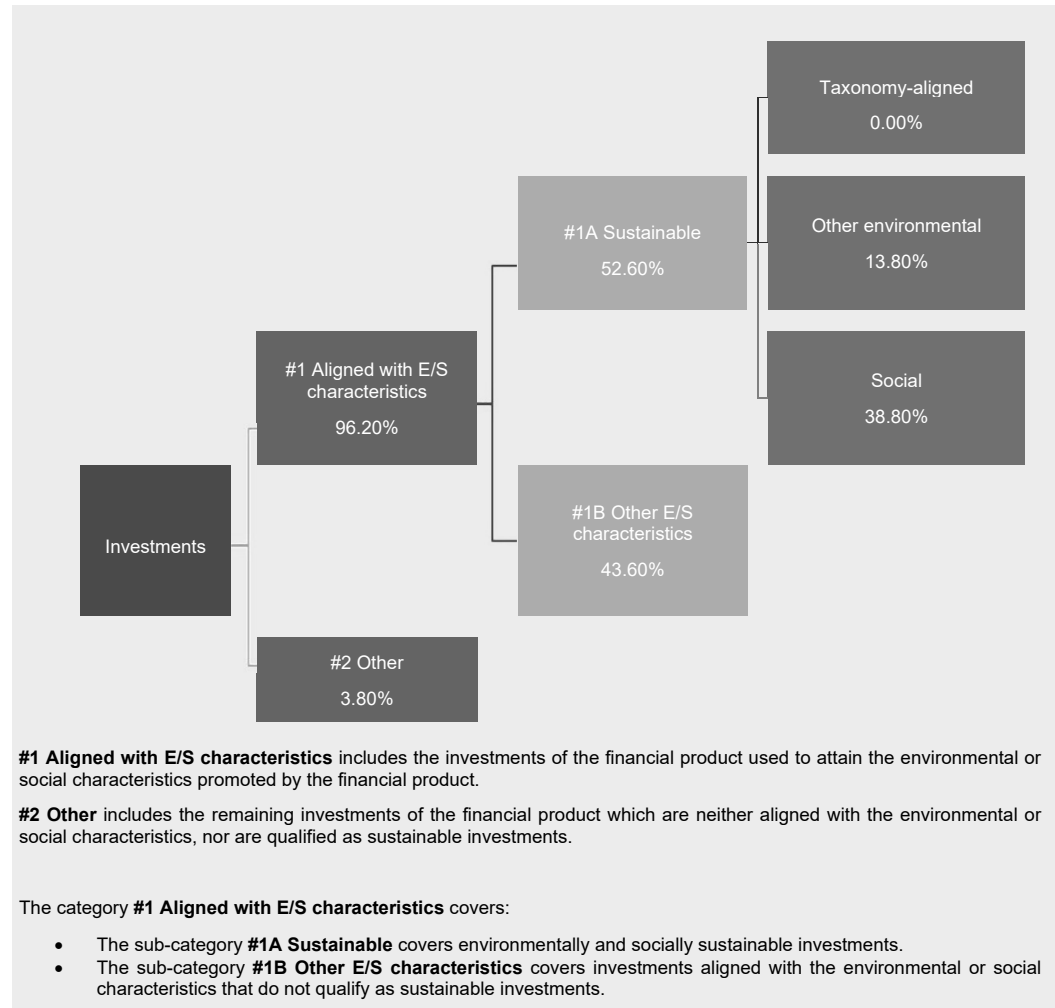 Taxonomy-aligned
0.00%
#1A Sustainable
52.60%
Other environmental
13.80%
#1 Aligned with E/S
characteristics
96.20%
Social
38.80%
Investments
#1B Other E/S
characteristics
43.60%
#2 Other
3.80%
#1 Aligned with E/S characteristics includes the investments of the financial product used to attain the environmental or
social characteristics promoted by the financial product.
#2 Other includes the remaining investments of the financial product which are neither aligned with the environmental or
social characteristics, nor are qualified as sustainable investments.
The category #1 Aligned with E/S characteristics covers:
• The sub-category #1A Sustainable covers environmentally and socially sustainable investments.
• The sub-category #1B Other E/S characteristics covers investments aligned with the environmental or social
characteristics that do not qualify as sustainable investments.